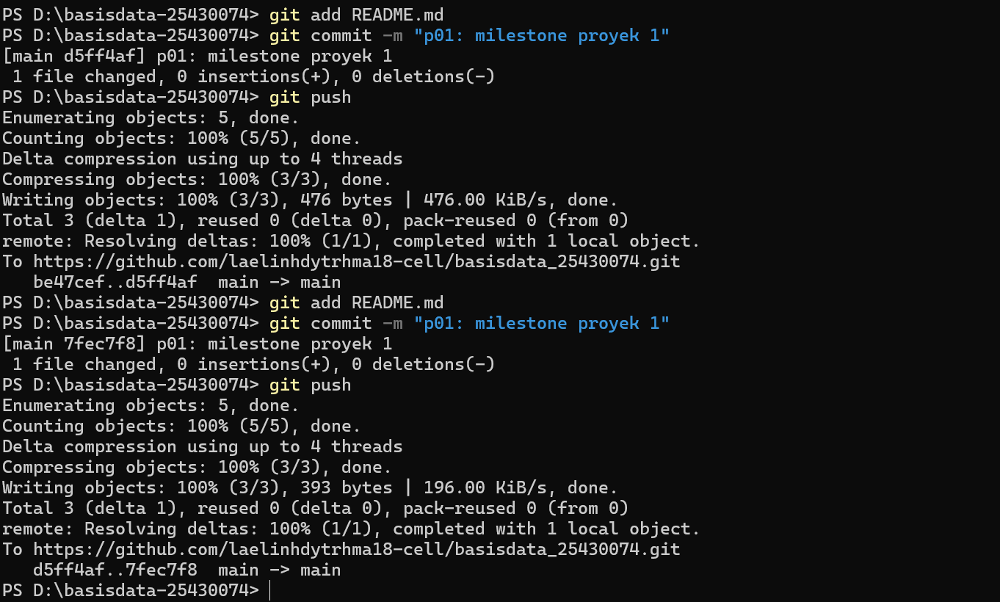 PS D:\basisdata-25430074> git add README.md
PS D:\basisdata-25430074> git commit -m "p01: milestone proyek 1"
[main d5ff4af] p01: milestone proyek 1
 1 file changed, 0 insertions(+), 0 deletions(-)
PS D:\basisdata-25430074> git push
Enumerating objects: 5, done.
Counting objects: 100% (5/5), done.
Delta compression using up to 4 threads
Compressing objects: 100% (3/3), done.
Writing objects: 100% (3/3), 476 bytes | 476.00 KiB/s, done.
Total 3 (delta 1), reused 0 (delta 0), pack-reused 0 (from 0)
remote: Resolving deltas: 100% (1/1), completed with 1 local object.
To https://github.com/laelinhdytrhma18-cell/basisdata_25430074.git
   be47cef..d5ff4af  main -> main
PS D:\basisdata-25430074> git add README.md
PS D:\basisdata-25430074> git commit -m "p01: milestone proyek 1"
[main 7fec7f8] p01: milestone proyek 1
 1 file changed, 0 insertions(+), 0 deletions(-)
PS D:\basisdata-25430074> git push
Enumerating objects: 5, done.
Counting objects: 100% (5/5), done.
Delta compression using up to 4 threads
Compressing objects: 100% (3/3), done.
Writing objects: 100% (3/3), 393 bytes | 196.00 KiB/s, done.
Total 3 (delta 1), reused 0 (delta 0), pack-reused 0 (from 0)
remote: Resolving deltas: 100% (1/1), completed with 1 local object.
To https://github.com/laelinhdytrhma18-cell/basisdata_25430074.git
   d5ff4af..7fec7f8  main -> main
PS D:\basisdata-25430074>